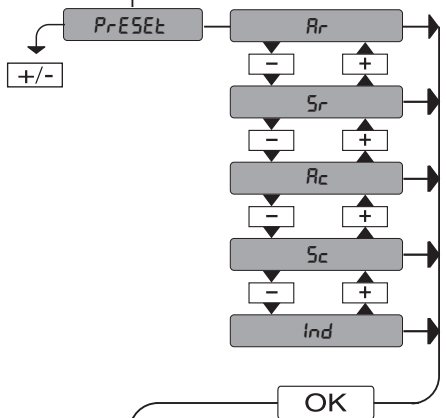 PrESEt Ar
+/- - +
Sr
- +
Ac
- +
Sc
- +
Ind
OK